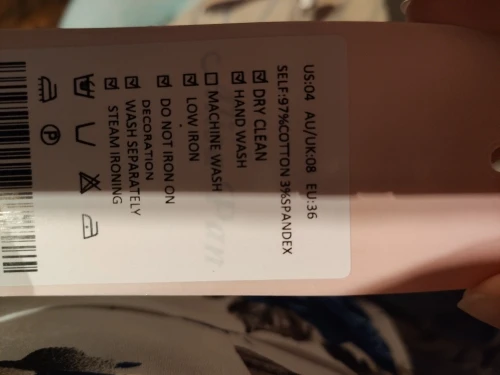 US:04 AU/UK:08 EU:36
SELF:97%COTTON 3%SPANDEX
☑ DRY CLEAN
☑ HAND WASH
☐ MACHINE WASH
☑ LOW IRON
☑ DO NOT IRON ON
DECORATION
☑ WASH SEPARATELY
☑ STEAM IRONING
P